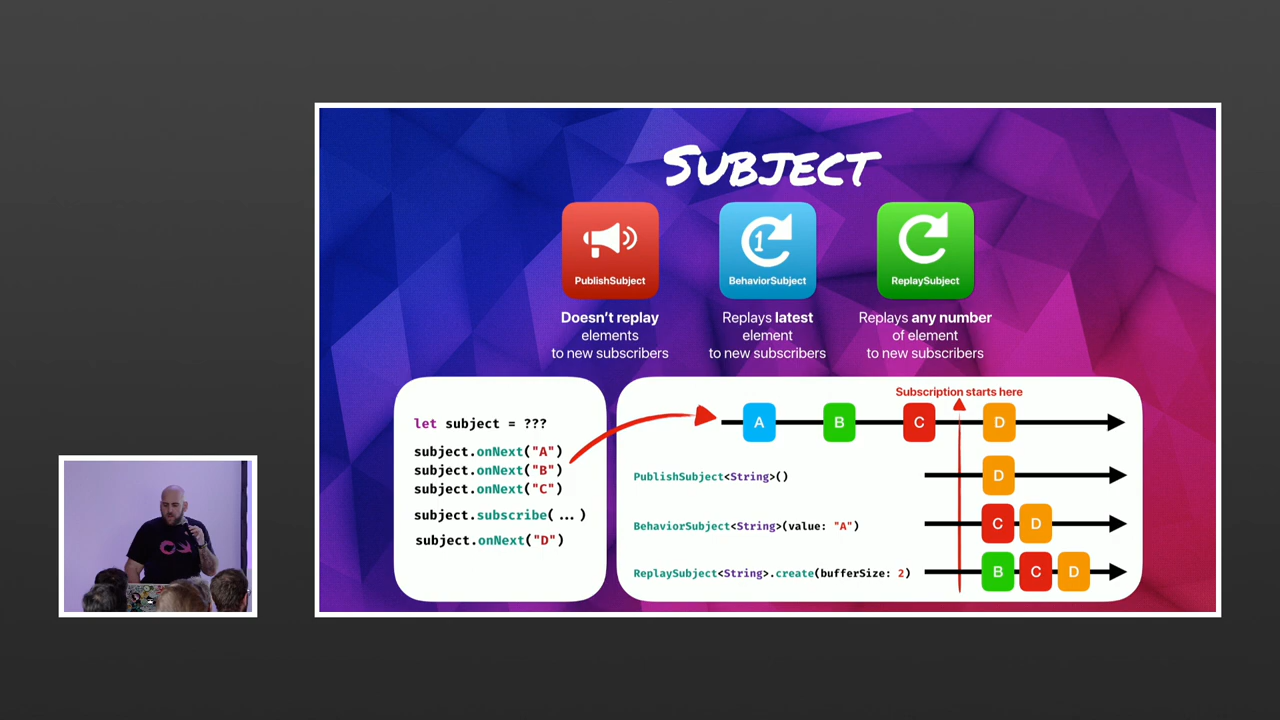 SUBJECT
PublishSubject
BehaviorSubject
ReplaySubject
1
Doesn't replay
elements
to new subscribers
Replays latest
element
to new subscribers
Replays any number
of element
to new subscribers
let subject = ???
subject.onNext("A")
subject.onNext("B")
subject.onNext("C")
subject.subscribe(...)
subject.onNext("D")
Subscription starts here
A B C D
PublishSubject<String>()
D
BehaviorSubject<String>(value: "A")
C D
ReplaySubject<String>.create(bufferSize: 2)
B C D